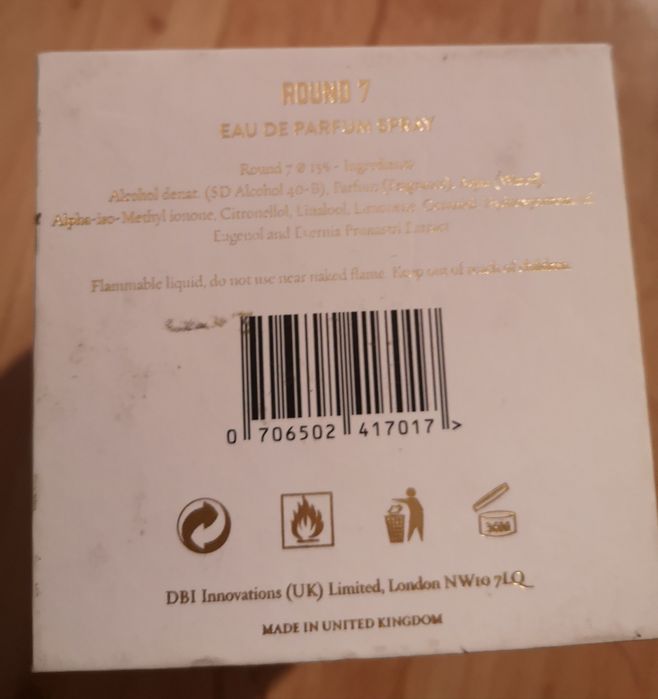 ROUND 7
EAU DE PARFUM SPRAY
Round 7 @ 15% - Ingredients
Alcohol denat. (SD Alcohol 40-B), Parfum (Fragrance), Aqua (Water),
Alpha-iso-Methyl ionone, Citronellol, Linalool, Limonene, Geraniol,
Eugenol and Evernia Prunastri Extract
Flammable liquid, do not use near naked flame. Keep out of reach of children.
0 706502 417017 >
DBI Innovations (UK) Limited, London NW10 7LQ
MADE IN UNITED KINGDOM